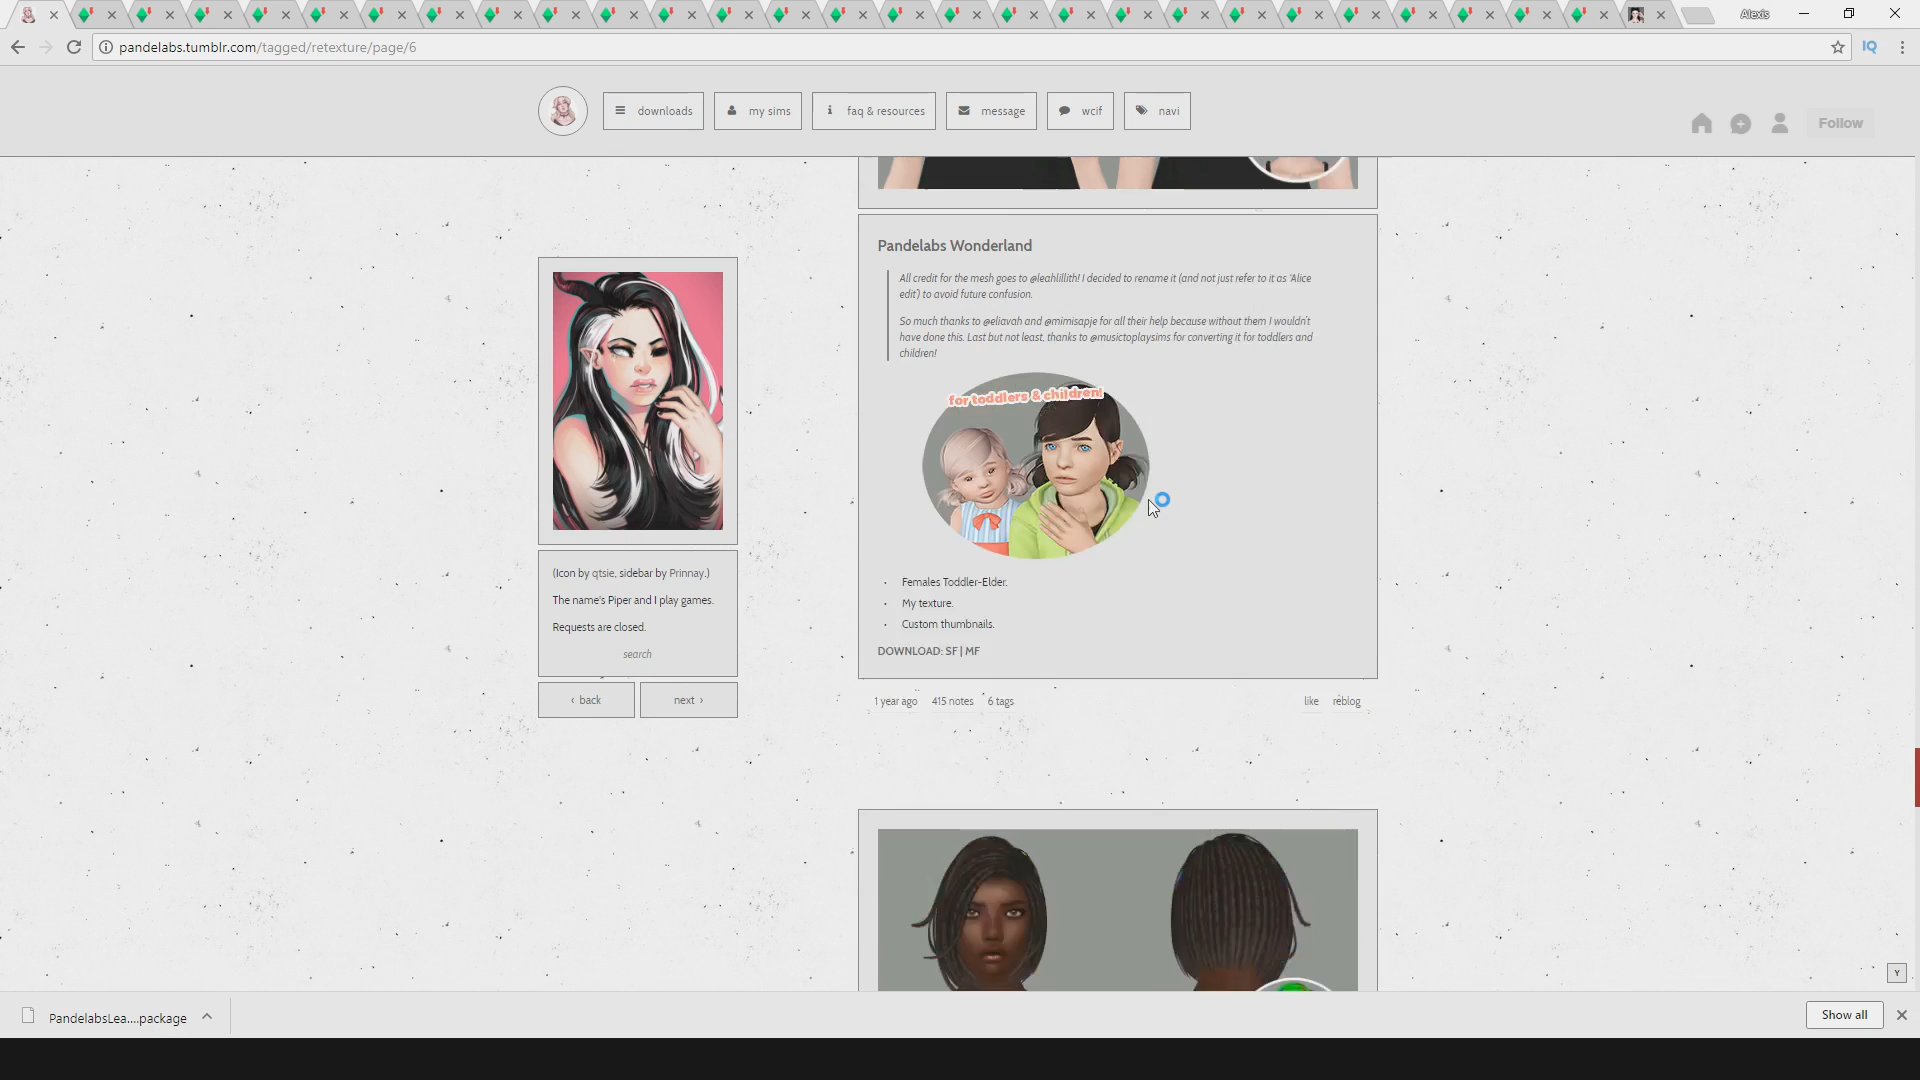 Alexis
pandelabs.tumblr.com/tagged/retexture/page/6
IQ
downloads
my sims
faq & resources
message
wcif
navi
Follow
Pandelabs Wonderland
All credit for the mesh goes to @leahlillith! I decided to rename it (and not just refer to it as 'Alice
edit') to avoid future confusion.
So much thanks to @eliavah and @mimisapje for all their help because without them I wouldn't
have done this. Last but not least, thanks to @musictoplaysims for converting it for toddlers and
children!
for toddlers & children!
(Icon by qtsie, sidebar by Prinnay.)
The name's Piper and I play games.
Requests are closed.
search
‹ back
next ›
· Females Toddler-Elder.
· My texture.
· Custom thumbnails.
DOWNLOAD: SF | MF
1 year ago 415 notes 6 tags
like reblog
Y
PandelabsLea....package
Show all